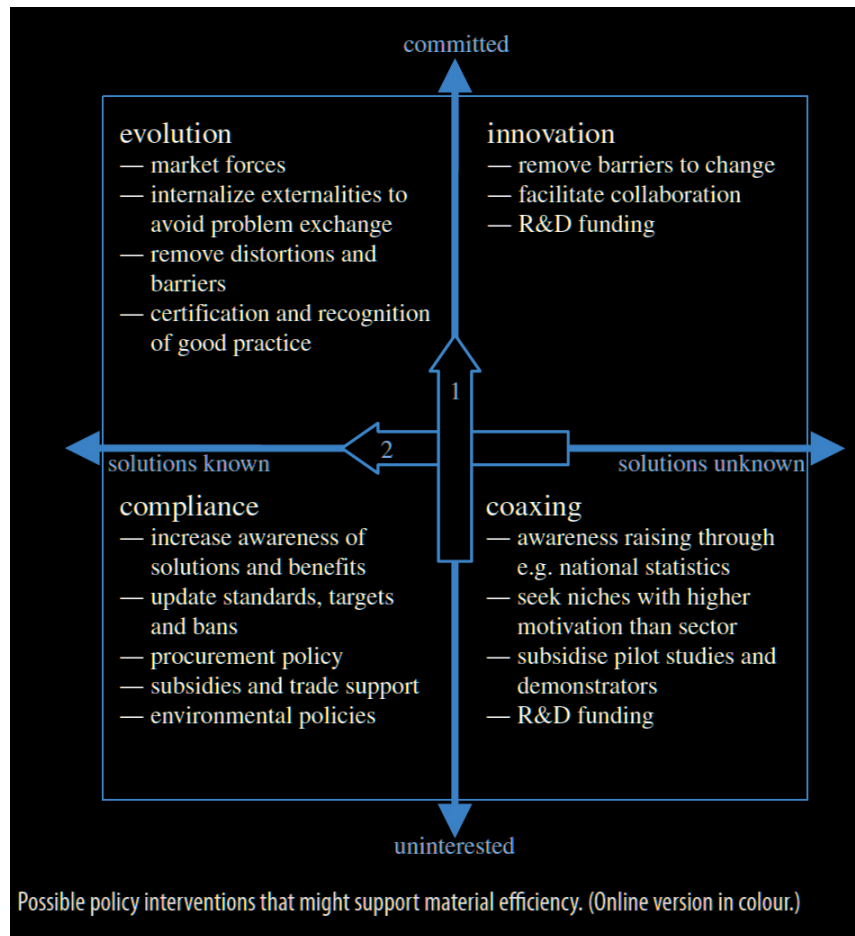 committed
evolution
— market forces
— internalize externalities to
avoid problem exchange
— remove distortions and
barriers
— certification and recognition
of good practice
innovation
— remove barriers to change
— facilitate collaboration
— R&D funding
1
2
solutions known
solutions unknown
compliance
— increase awareness of
solutions and benefits
— update standards, targets
and bans
— procurement policy
— subsidies and trade support
— environmental policies
coaxing
— awareness raising through
e.g. national statistics
— seek niches with higher
motivation than sector
— subsidise pilot studies and
demonstrators
— R&D funding
uninterested
Possible policy interventions that might support material efficiency. (Online version in colour.)